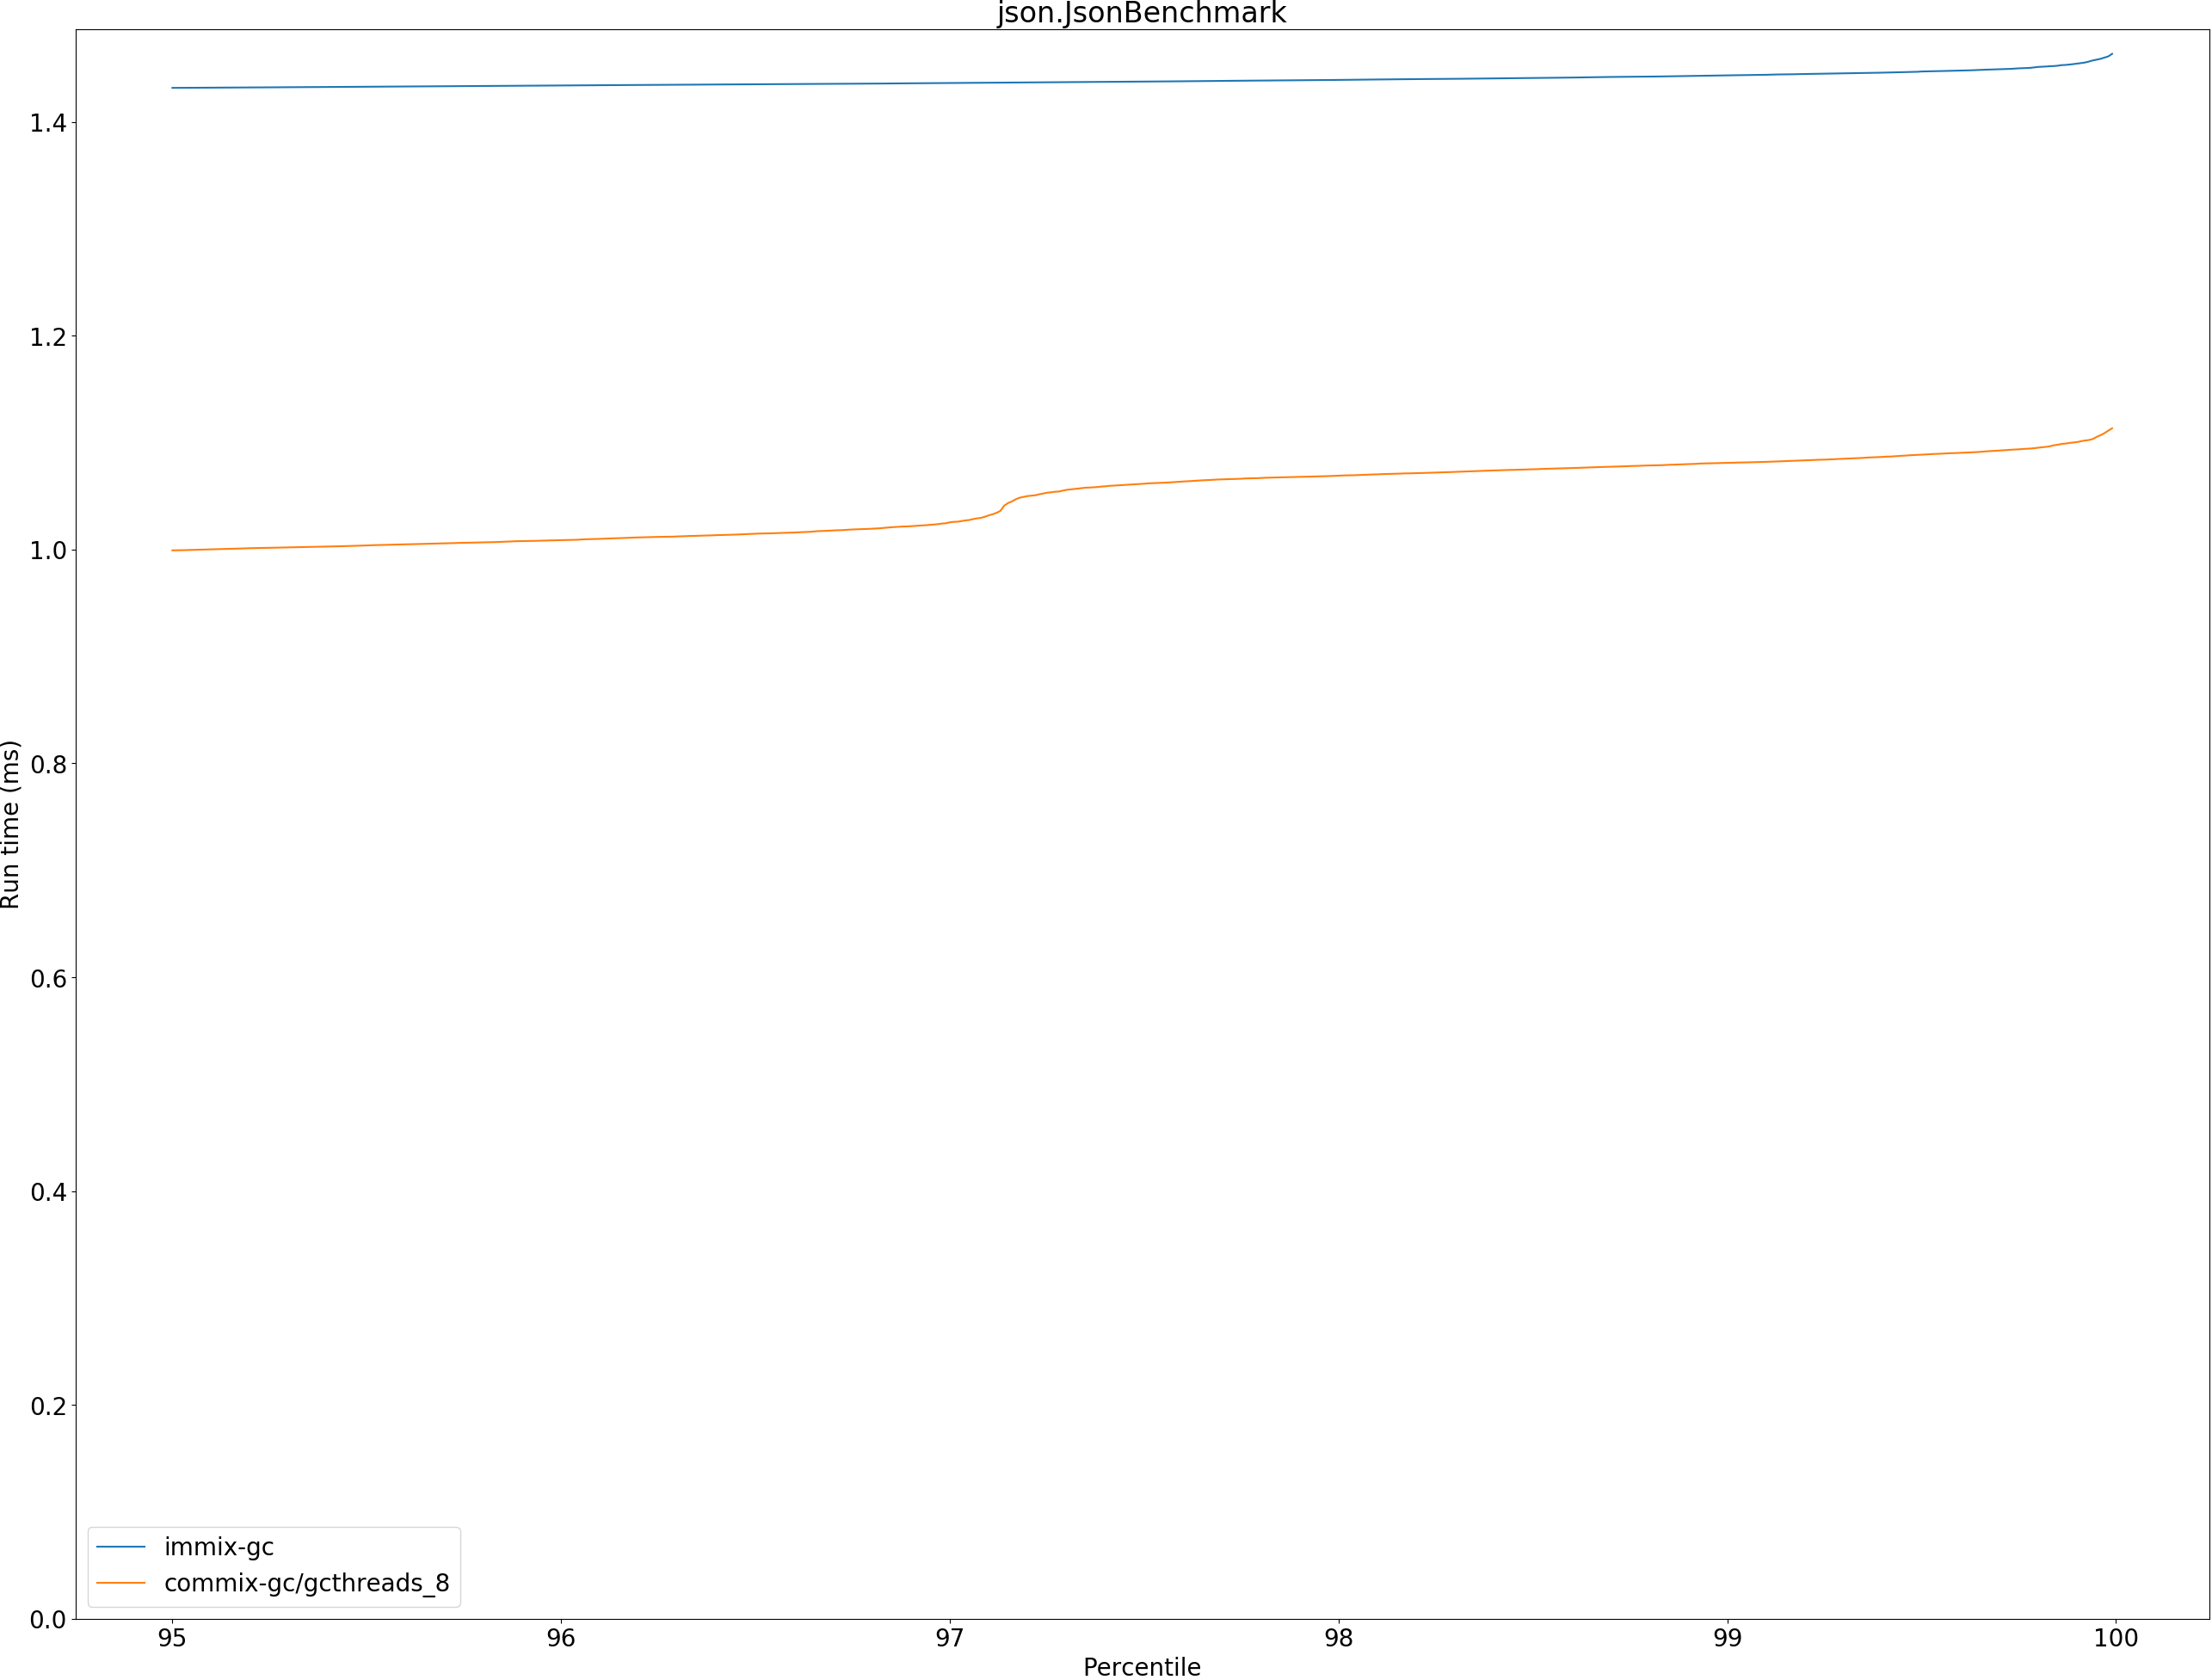 json.JsonBenchmark
1.4
1.2
1.0
0.8
0.6
0.4
0.2
0.0
Run time (ms)
immix-gc
commix-gc/gcthreads_8
95 96 97 98 99 100
Percentile